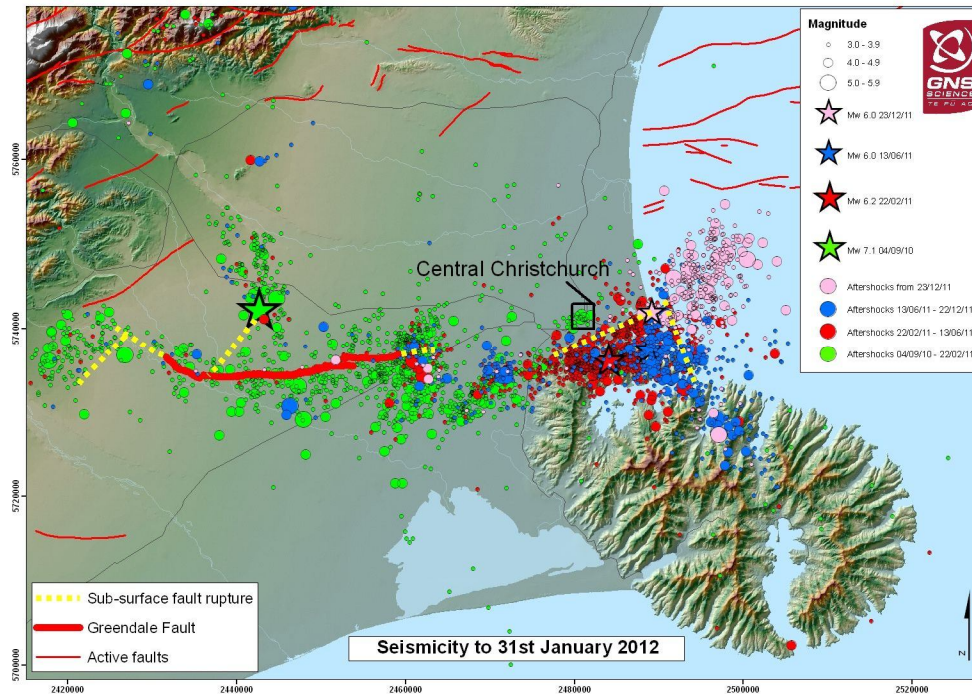 Magnitude
3.0 - 3.9
4.0 - 4.9
5.0 - 5.9
Mw 6.0 23/12/11
Mw 6.0 13/06/11
Mw 6.2 22/02/11
Mw 7.1 04/09/10
Aftershocks from 23/12/11
Aftershocks 13/06/11 - 22/12/11
Aftershocks 22/02/11 - 13/06/11
Aftershocks 04/09/10 - 22/02/11
GNS
SCIENCE
TE PŪ AO
Central Christchurch
5760000
5740000
5720000
5700000
Sub-surface fault rupture
Greendale Fault
Active faults
Seismicity to 31st January 2012
N
2420000
2440000
2460000
2480000
2500000
2520000